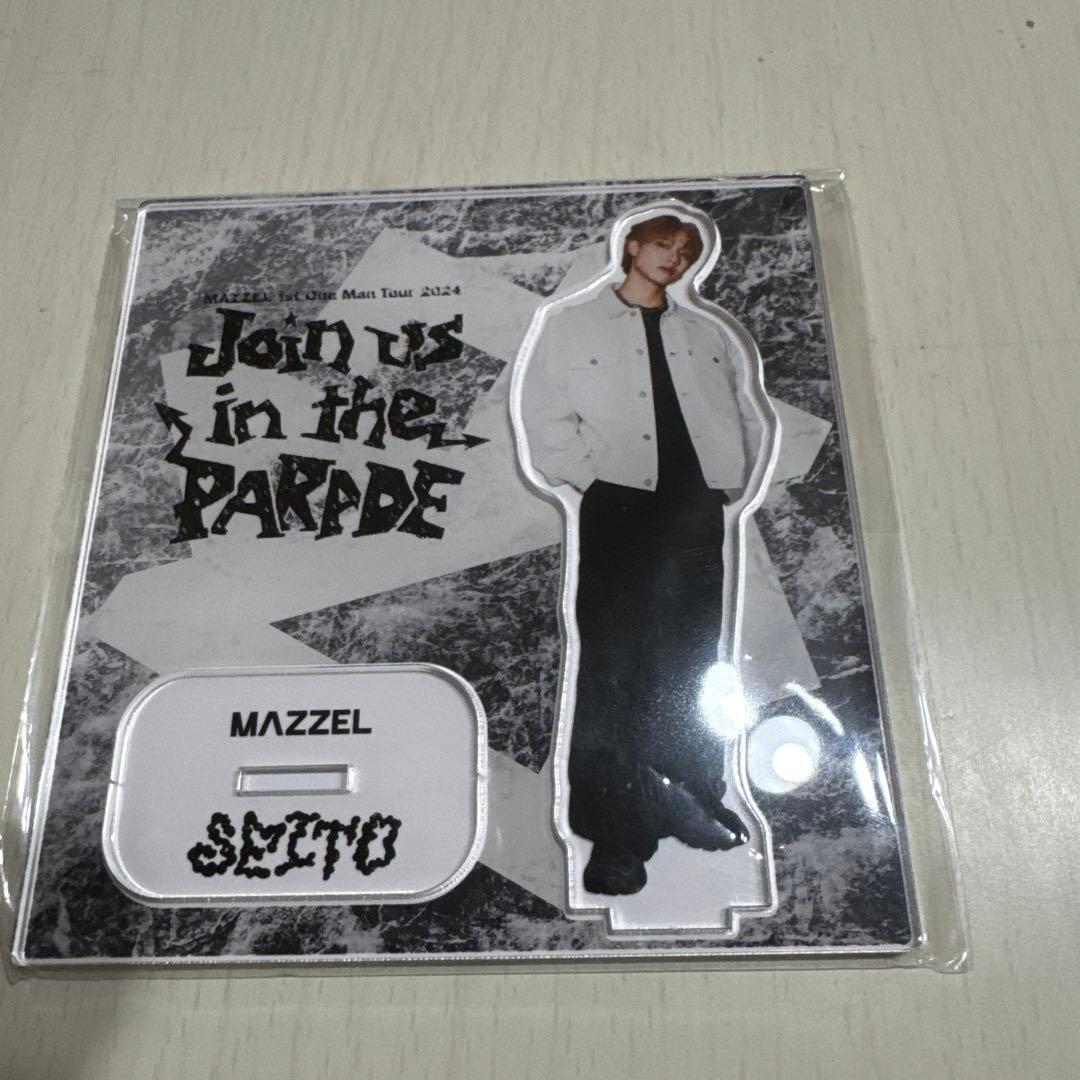 MAZZEL 1st One Man Tour 2024
Join us
in the
PARADE
MAZZEL
SEITO